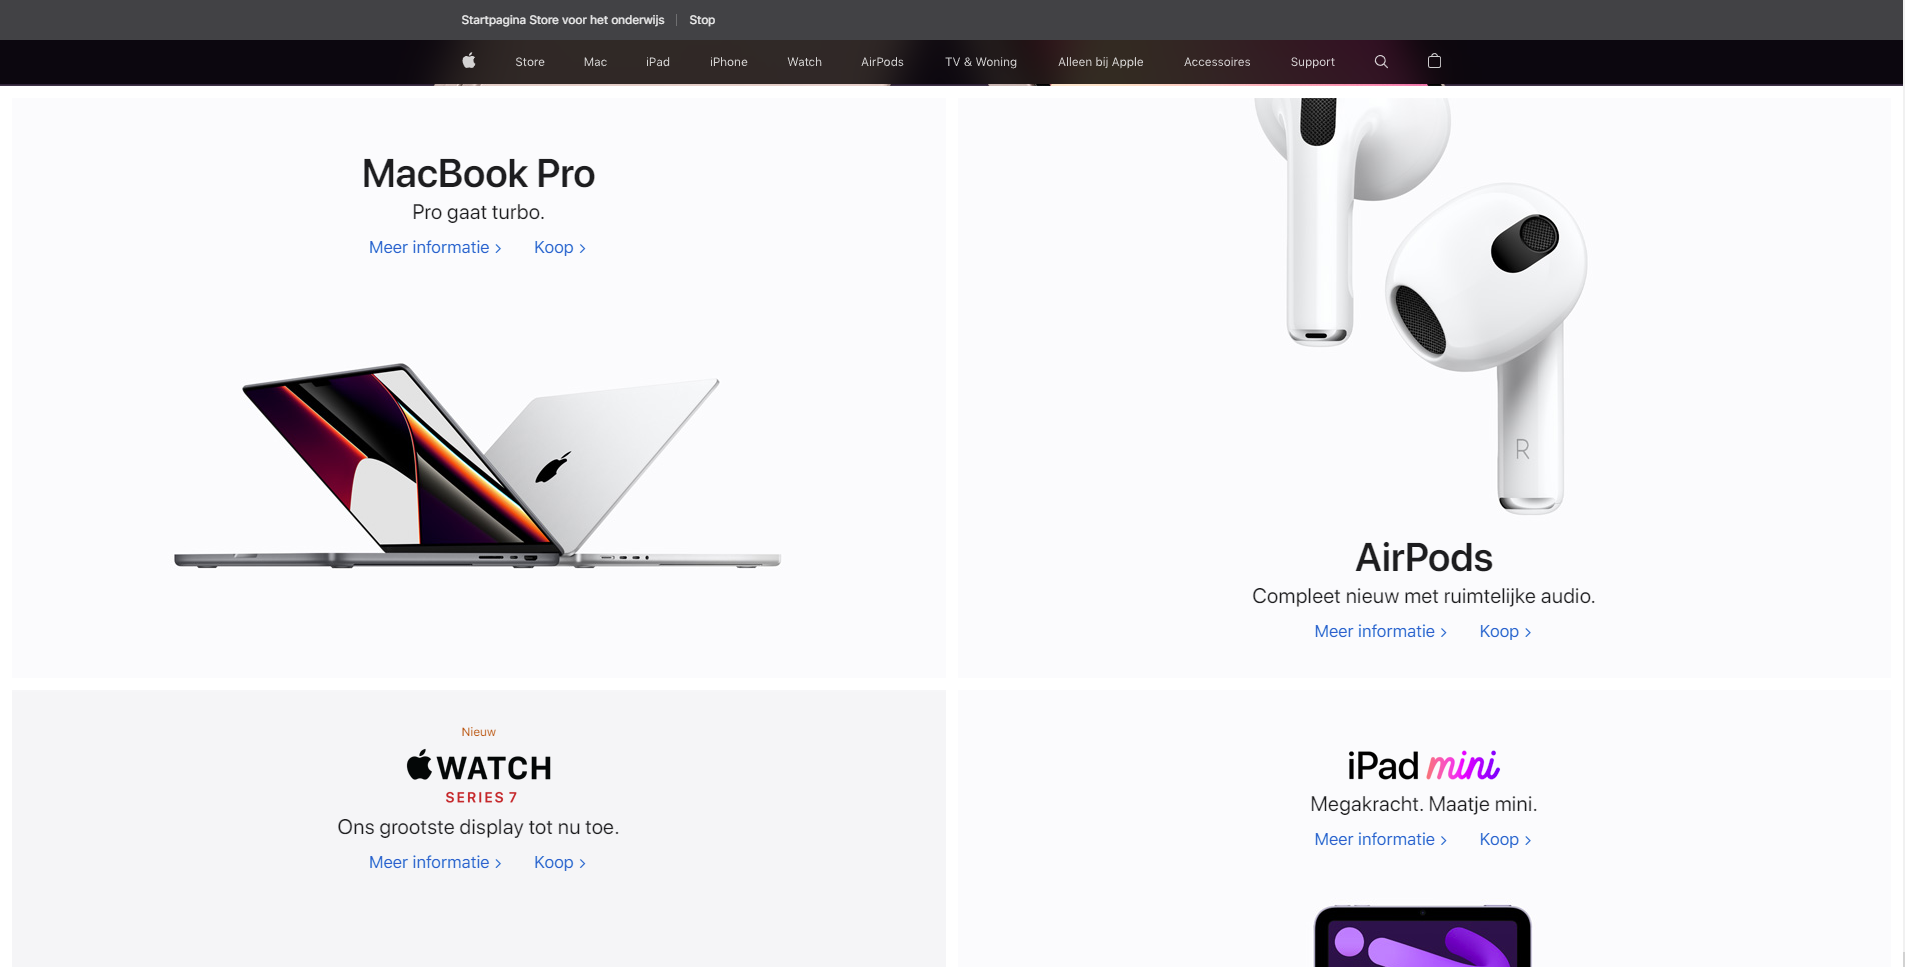 Startpagina Store voor het onderwijs Stop
Store Mac iPad iPhone Watch AirPods TV & Woning Alleen bij Apple Accessoires Support
MacBook Pro
Pro gaat turbo.
Meer informatie > Koop >
R
AirPods
Compleet nieuw met ruimtelijke audio.
Meer informatie > Koop >
Nieuw
WATCH
SERIES 7
Ons grootste display tot nu toe.
Meer informatie > Koop >
iPad mini
Megakracht. Maatje mini.
Meer informatie > Koop >